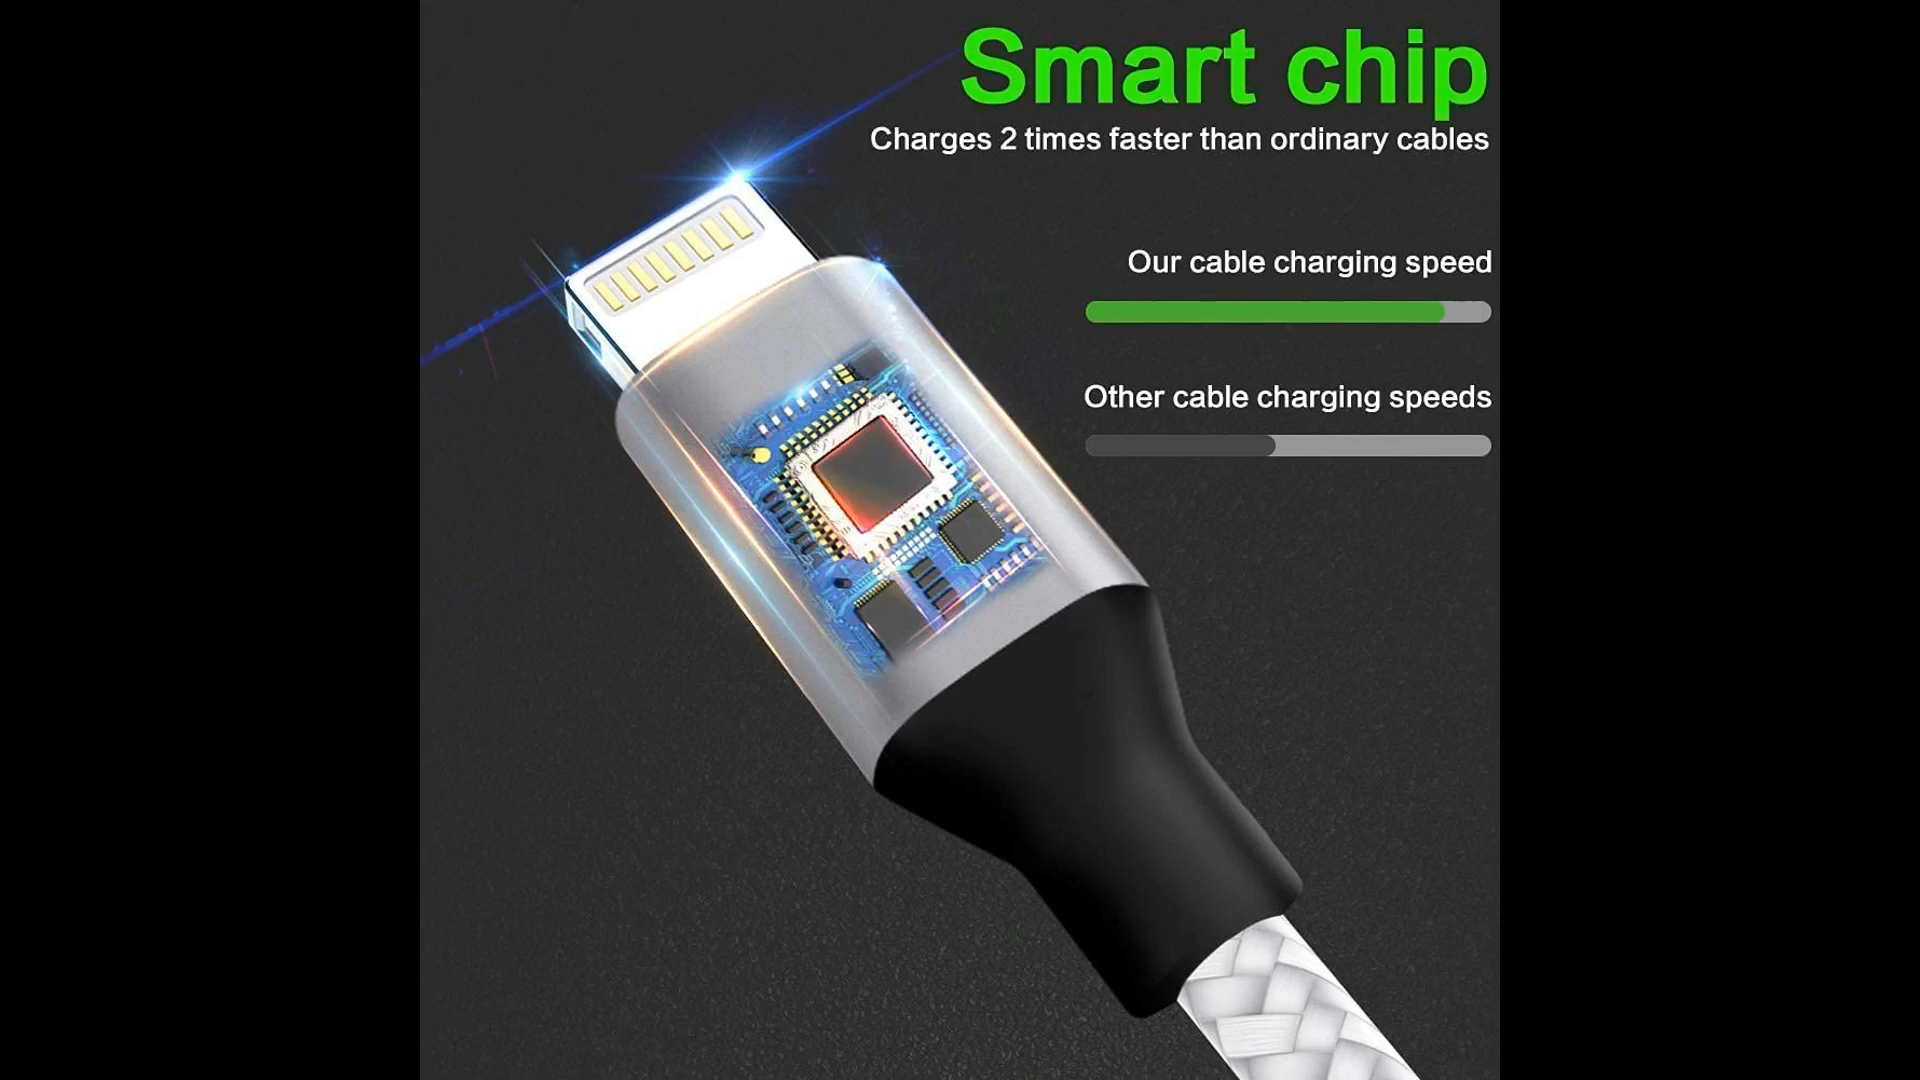 Smart chip
Charges 2 times faster than ordinary cables
Our cable charging speed
Other cable charging speeds